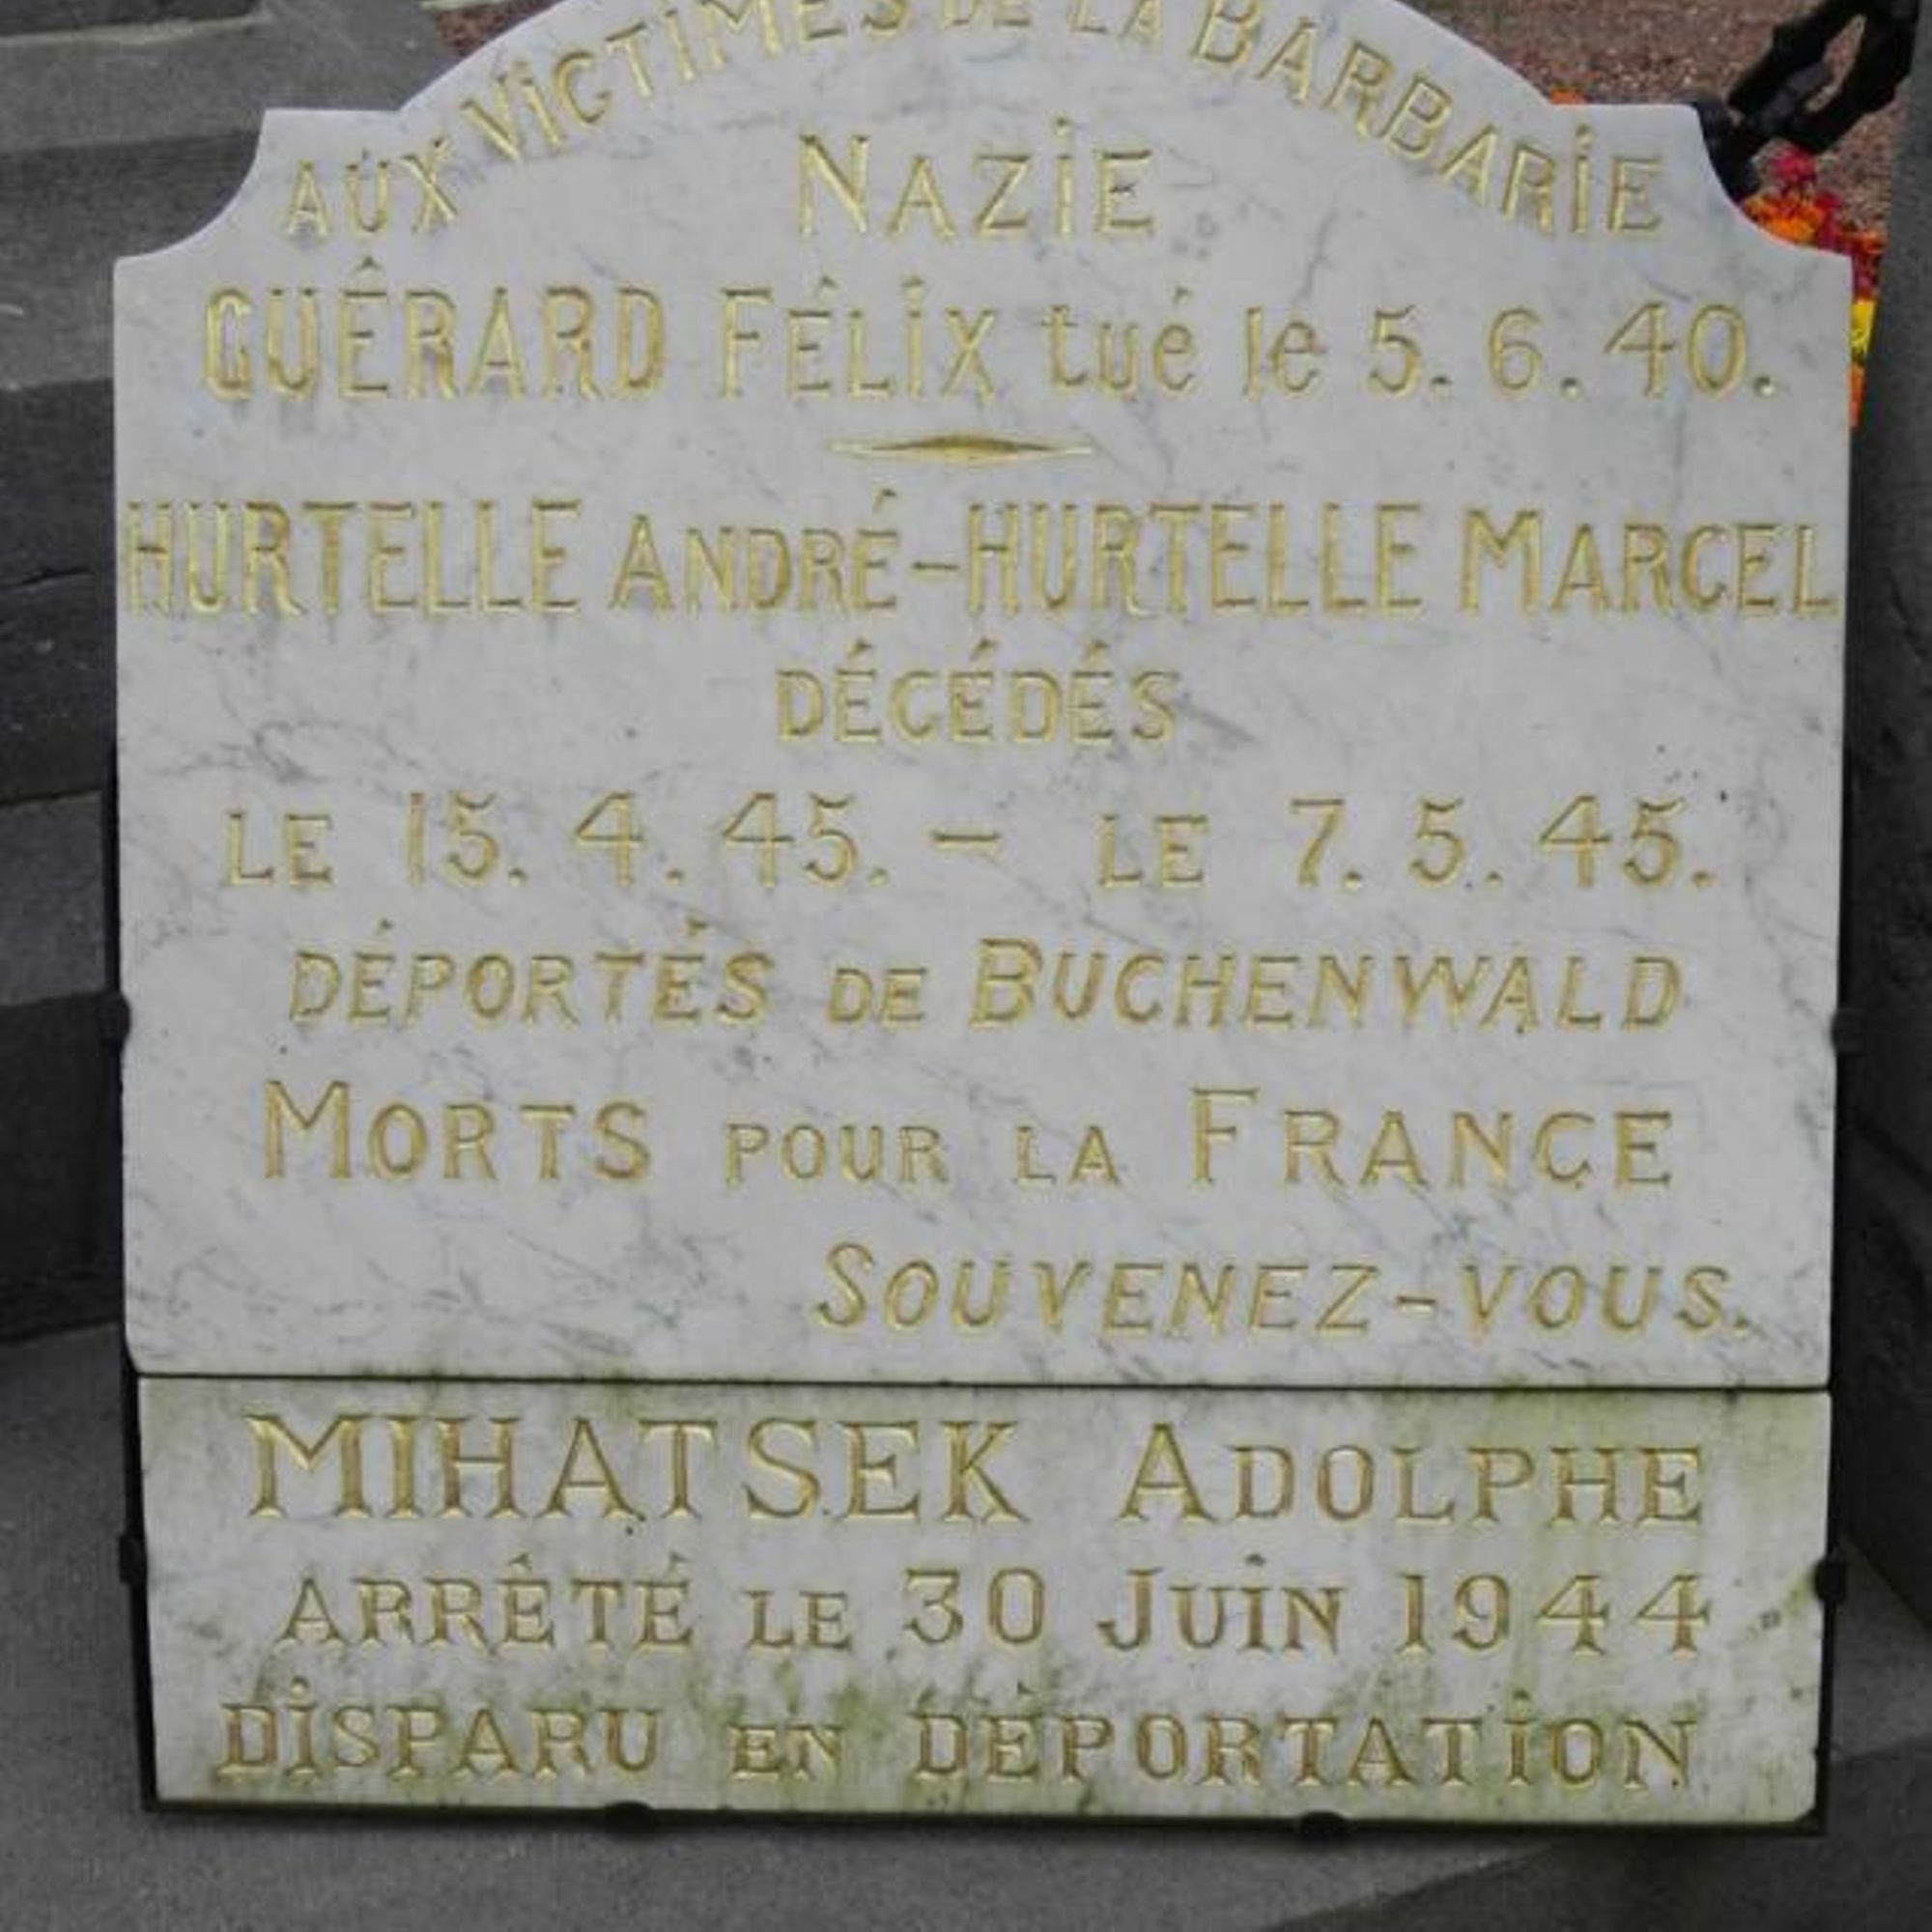 AUX VICTIMES DE LA BARBARIE
NAZIE
GUÊRARD FÉLIX tué le 5.6.40.
HURTELLE ANDRÉ-HURTELLE MARCEL
DÉCÉDÉS
LE 15.4.45. - LE 7.5.45.
DÉPORTÉS DE BUCHENWALD
MORTS POUR LA FRANCE
SOUVENEZ-VOUS.
MIHATSEK ADOLPHE
ARRÊTÉ LE 30 JUIN 1944
DISPARU EN DÉPORTATION